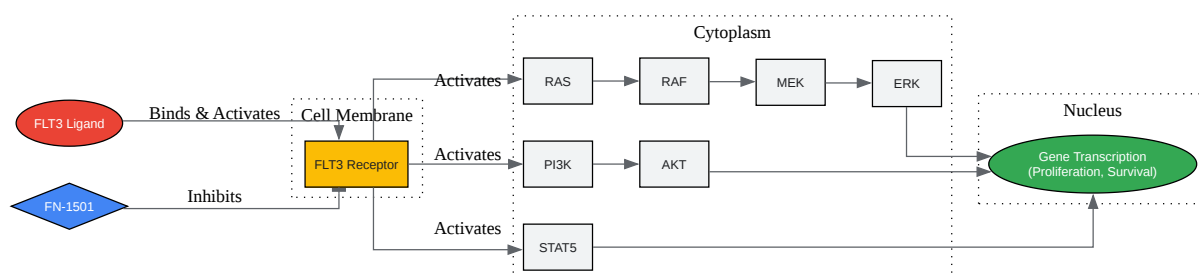 Cytoplasm
Activates
RAS
RAF
MEK
ERK
Nucleus
FLT3 Ligand
Binds & Activates
Cell Membrane
FLT3 Receptor
Activates
PI3K
AKT
Gene Transcription
(Proliferation, Survival)
FN-1501
Inhibits
Activates
STAT5